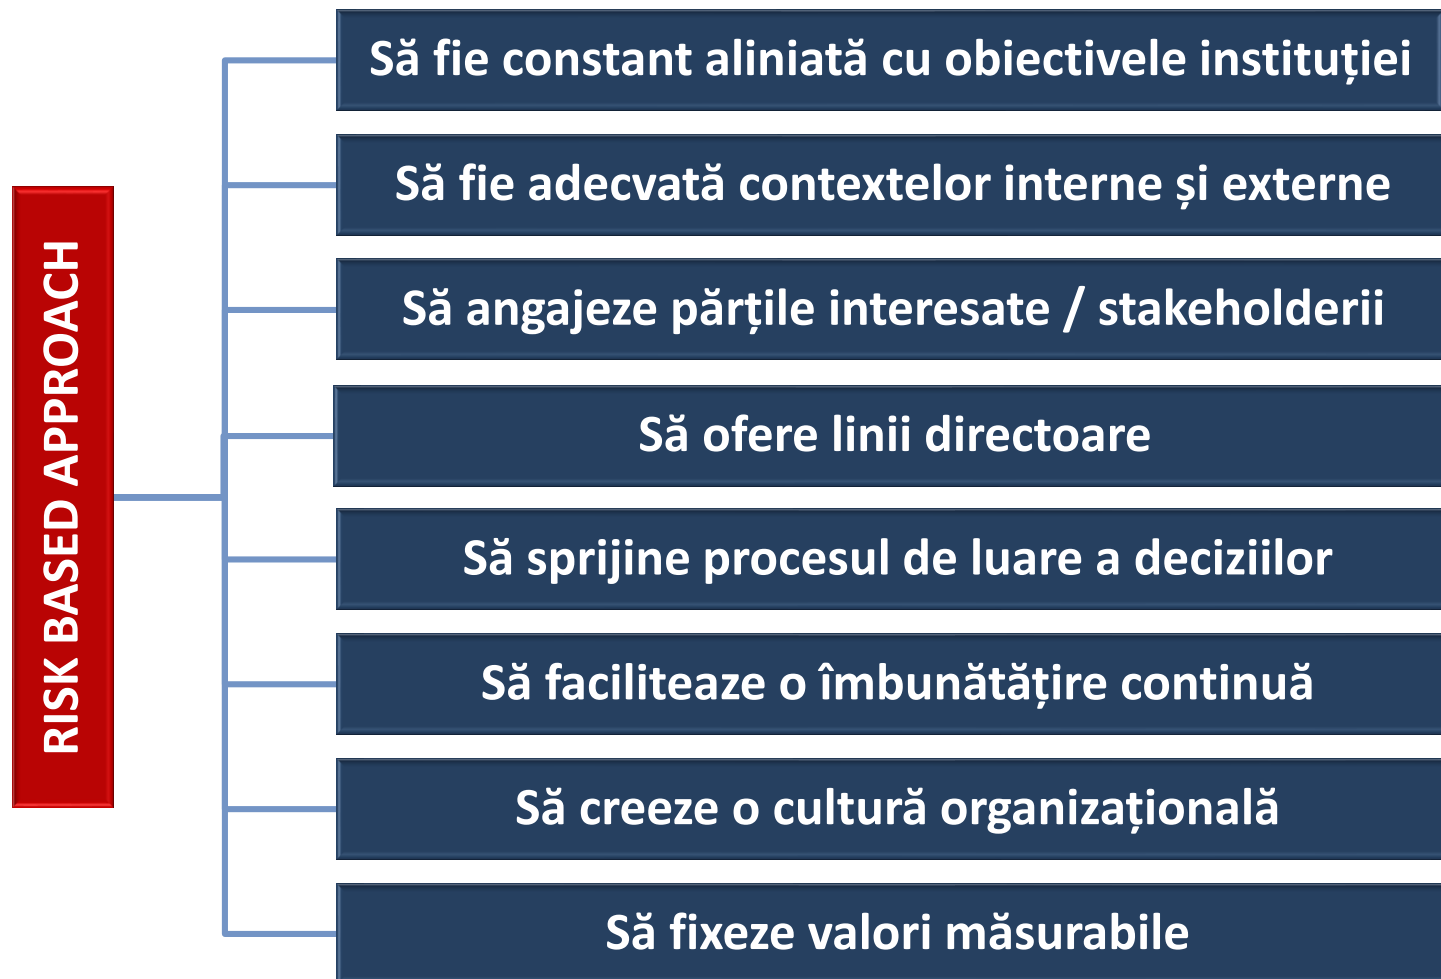 RISK BASED APPROACH
Să fie constant aliniată cu obiectivele instituției
Să fie adecvată contextelor interne și externe
Să angajeze părțile interesate / stakeholderii
Să ofere linii directoare
Să sprijine procesul de luare a deciziilor
Să faciliteaze o îmbunătățire continuă
Să creeze o cultură organizațională
Să fixeze valori măsurabile